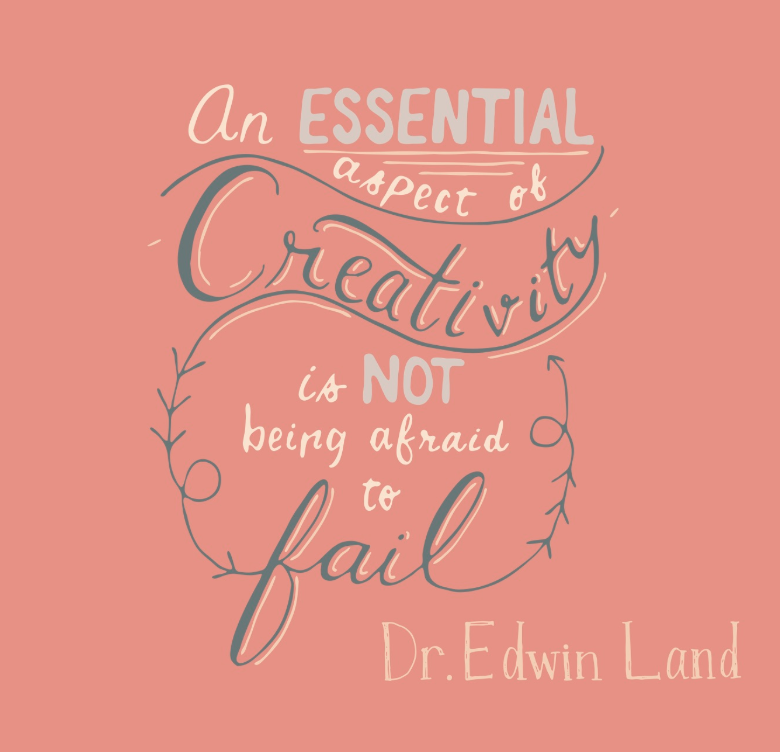 An ESSENTIAL
aspect of
Creativity
is NOT
being afraid
to
fail
Dr. Edwin Land